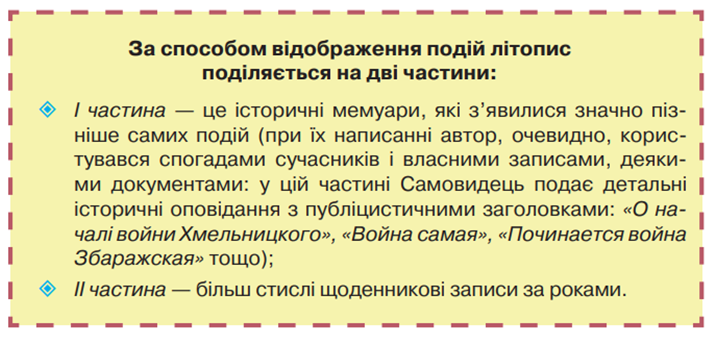 За способом відображення подій літопис
поділяється на дві частини:
І частина — це історичні мемуари, які з’явилися значно піз-
ніше самих подій (при їх написанні автор, очевидно, корис-
тувався спогадами сучасників і власними записами, деяки-
ми документами: у цій частині Самовидець подає детальні
історичні оповідання з публіцистичними заголовками: «О на-
чалі войни Хмельницкого», «Война самая», «Починается война
Збаражская» тощо);
ІІ частина — більш стислі щоденникові записи за роками.